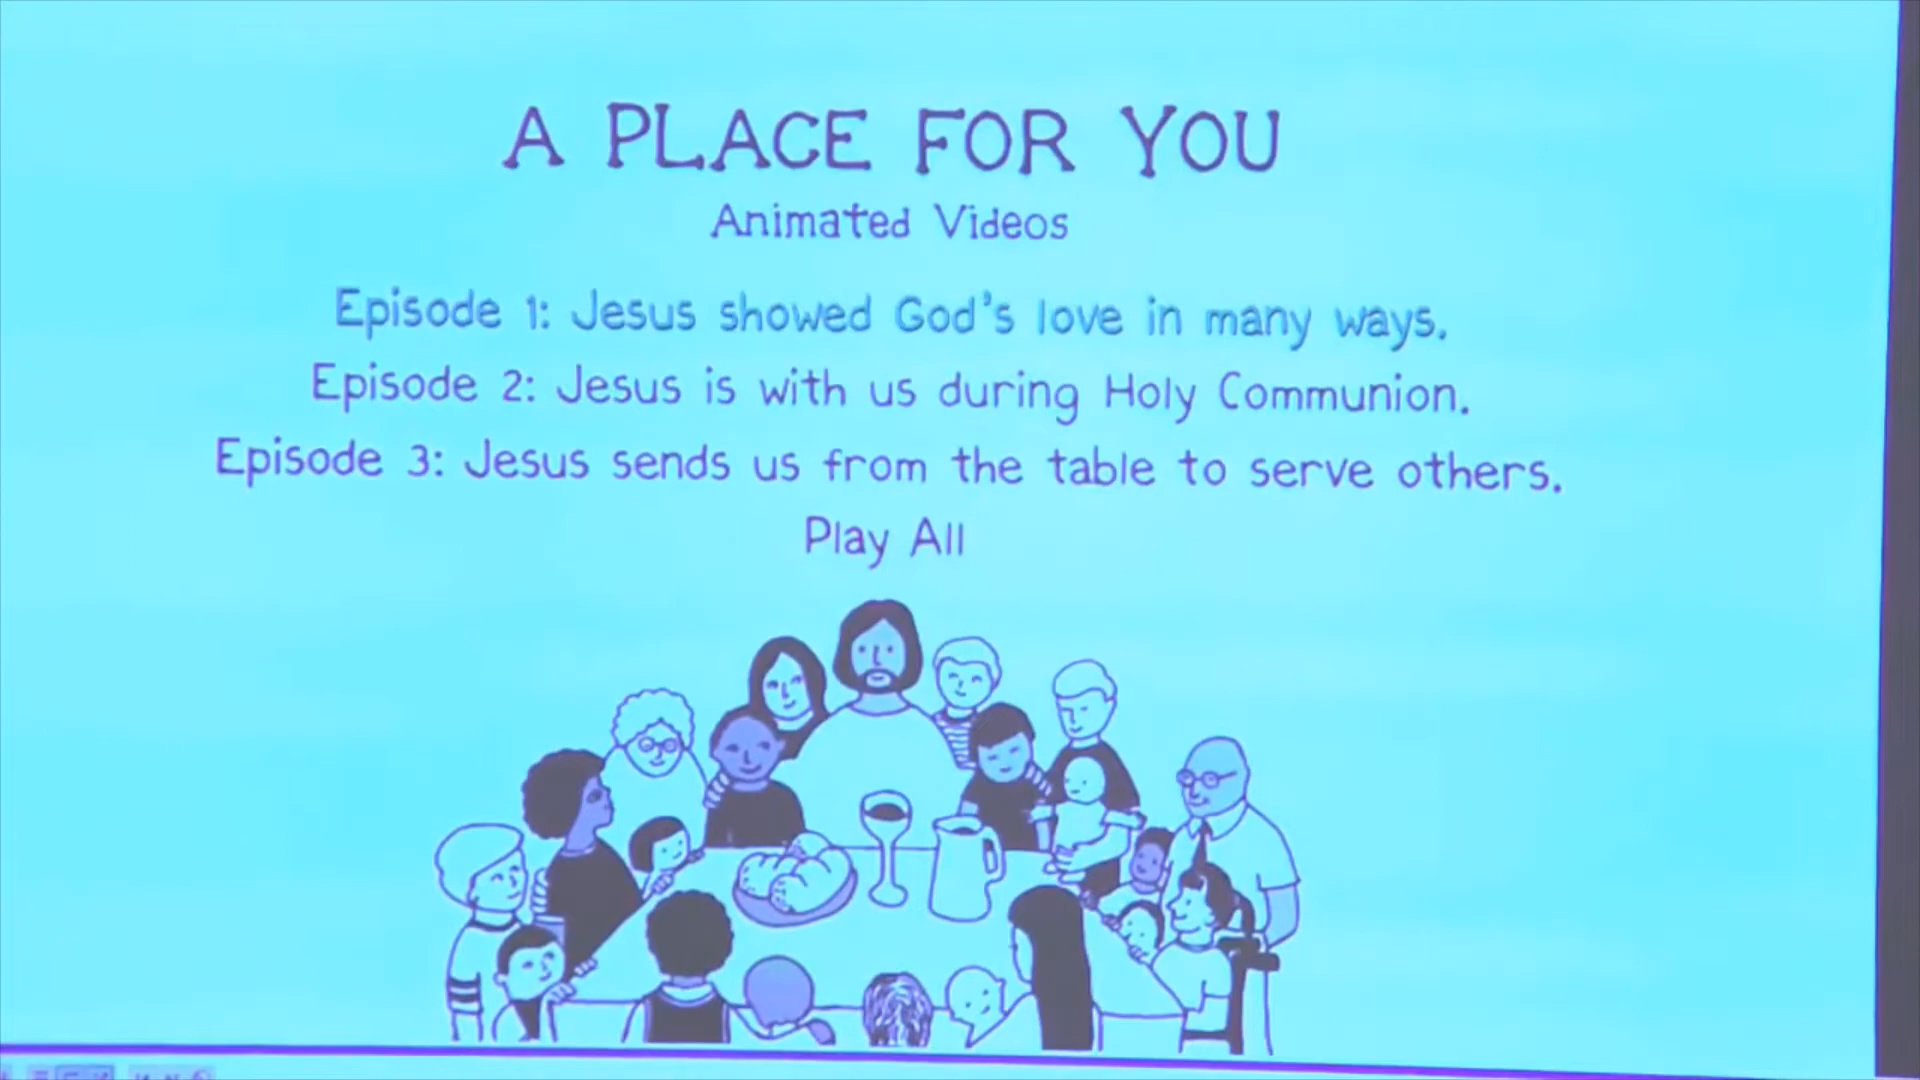 A PLACE FOR YOU
Animated Videos
Episode 1: Jesus showed God's love in many ways.
Episode 2: Jesus is with us during Holy Communion.
Episode 3: Jesus sends us from the table to serve others.
Play All